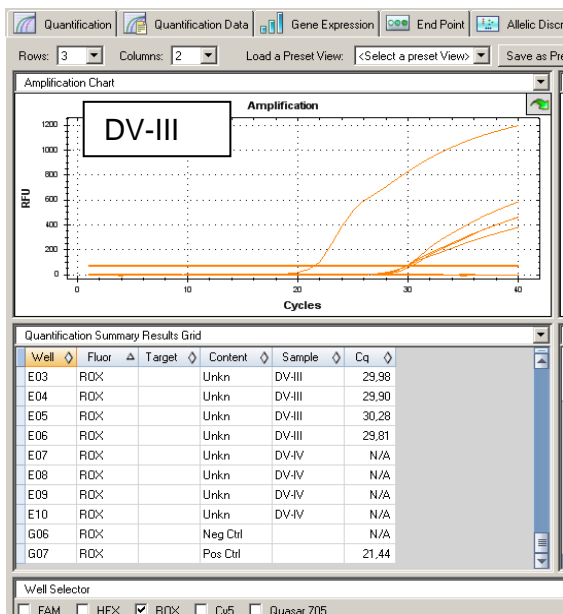 Quantification Quantification Data Gene Expression End Point Allelic Discr
Rows: 3 Columns: 2 Load a Preset View: <Select a preset View> Save as Pre
Amplification Chart
Amplification
DV-III
1200
1000
800
600
400
200
0
RFU
0 10 20 30 40
Cycles
Quantification Summary Results Grid
Well Fluor Target Content Sample Cq
E03 ROX Unkn DV-III 29,98
E04 ROX Unkn DV-III 29,90
E05 ROX Unkn DV-III 30,28
E06 ROX Unkn DV-III 29,81
E07 ROX Unkn DV-IV N/A
E08 ROX Unkn DV-IV N/A
E09 ROX Unkn DV-IV N/A
E10 ROX Unkn DV-IV N/A
G06 ROX Neg Ctrl N/A
G07 ROX Pos Ctrl 21,44
Well Selector
FAM HEX ROX Cy5 Quasar 705